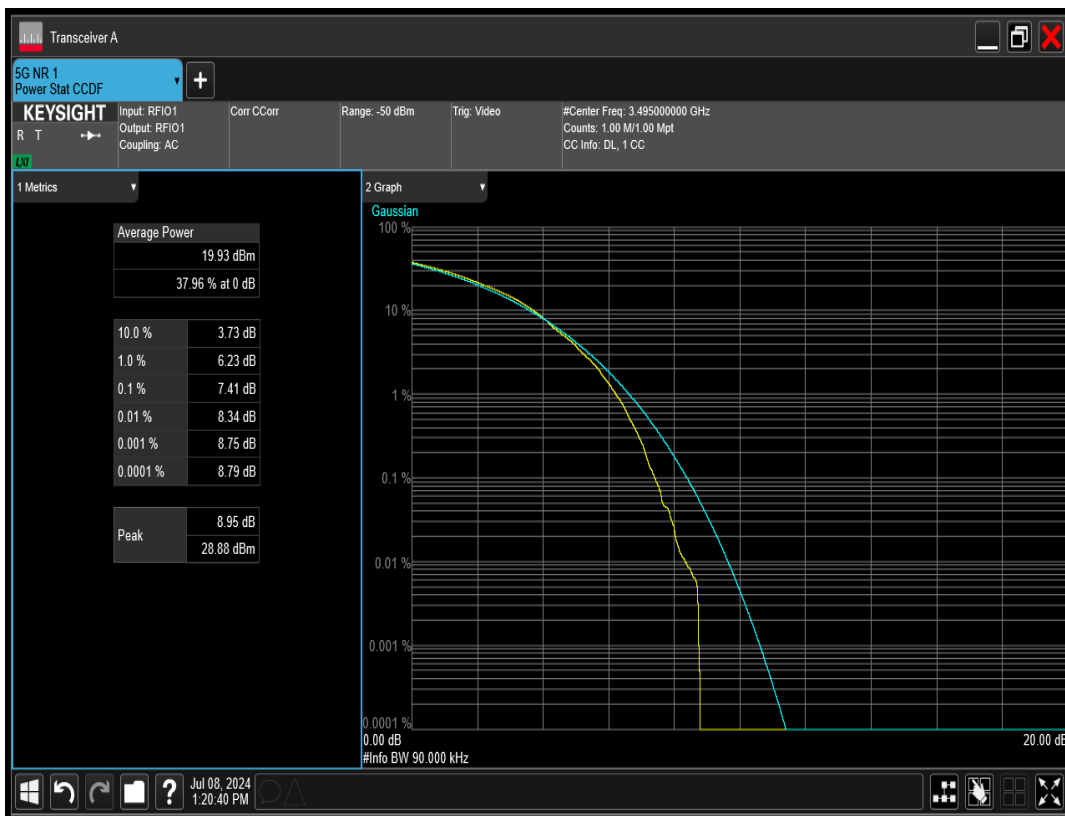 Transceiver A
5G NR 1
Power Stat CCDF
+
KEYSIGHT
R T
LXI
Input: RFIO1
Output: RFIO1
Coupling: AC
Corr CCorr
Range: -50 dBm
Trig: Video
#Center Freq: 3.495000000 GHz
Counts: 1.00 M/1.00 Mpt
CC Info: DL, 1 CC
1 Metrics
Average Power
19.93 dBm
37.96 % at 0 dB
10.0 % 3.73 dB
1.0 % 6.23 dB
0.1 % 7.41 dB
0.01 % 8.34 dB
0.001 % 8.75 dB
0.0001 % 8.79 dB
Peak 8.95 dB
28.88 dBm
2 Graph
Gaussian
100 %
10 %
1 %
0.1 %
0.01 %
0.001 %
0.0001 %
0.00 dB 20.00 dB
#Info BW 90.000 kHz
?
Jul 08, 2024
1:20:40 PM